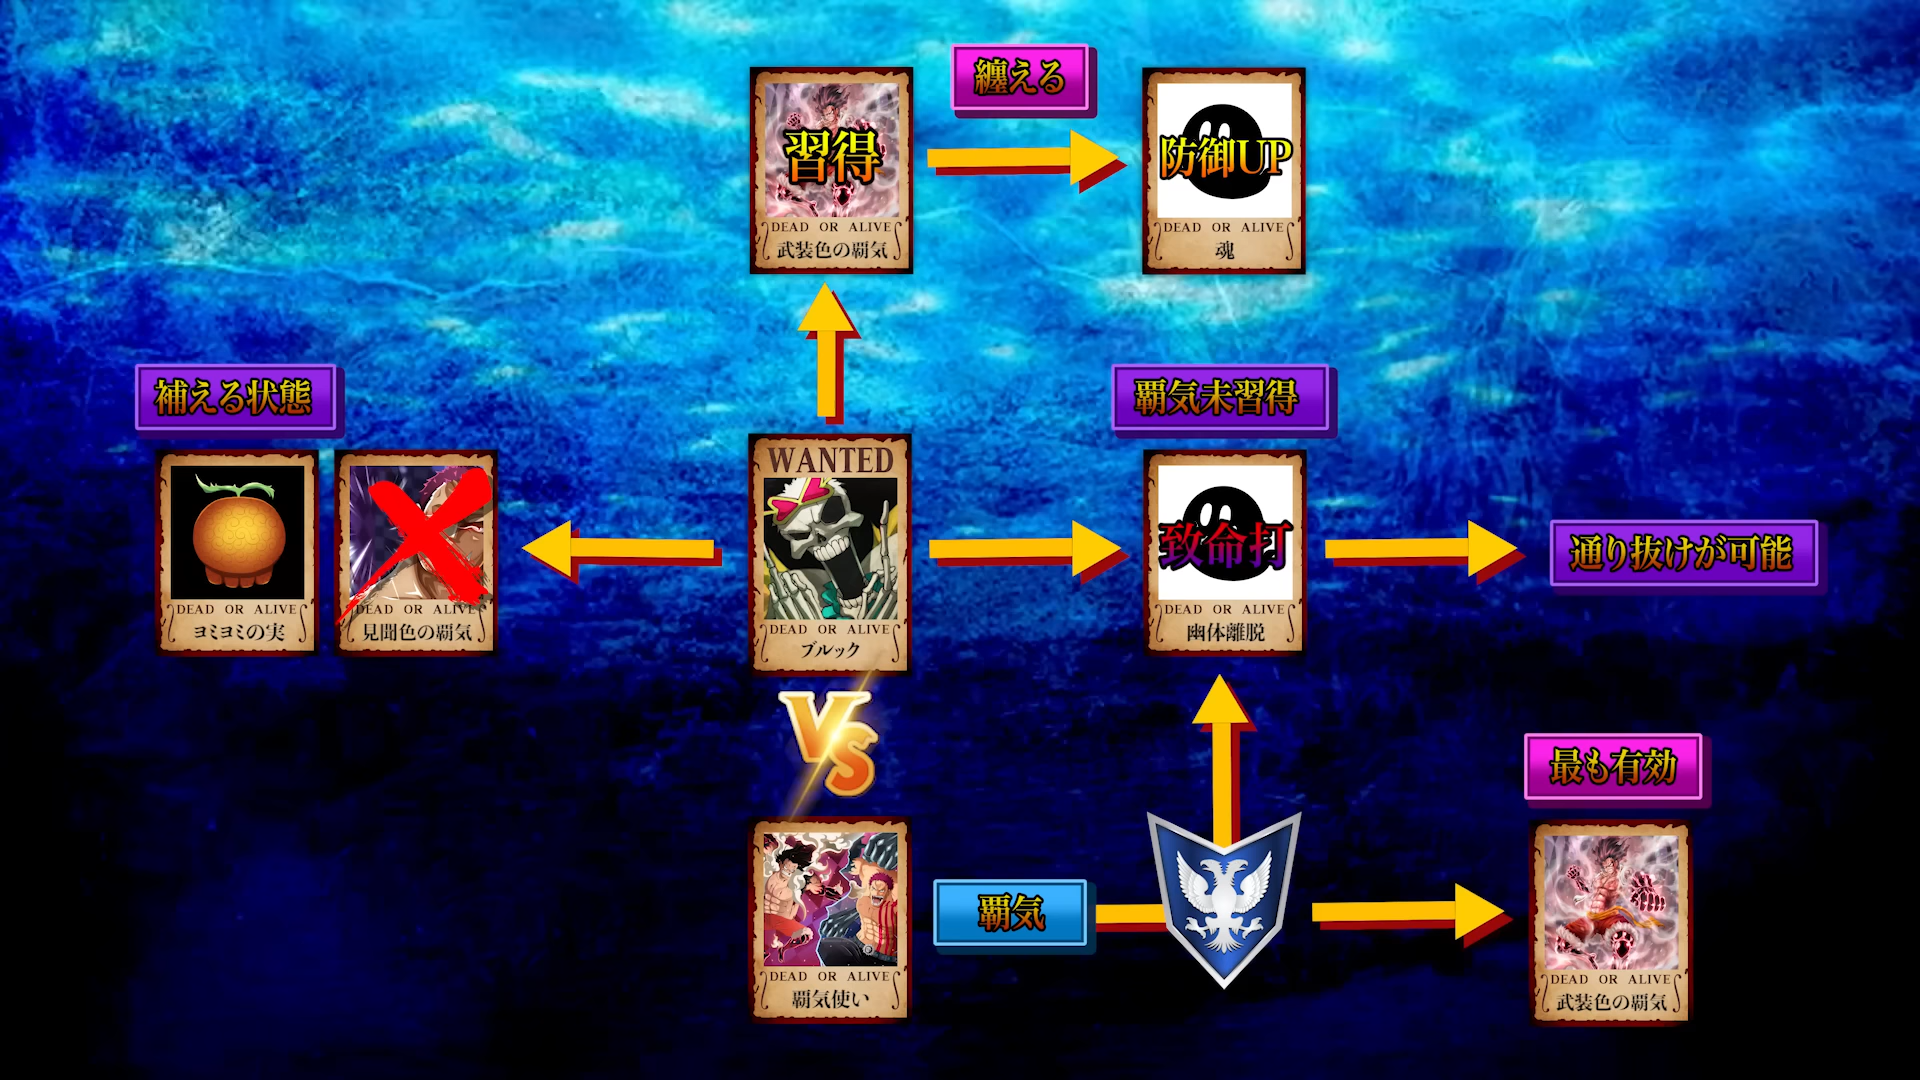 纏える
習得
DEAD OR ALIVE
武装色の覇気
防御UP
DEAD OR ALIVE
魂
補える状態
覇気未習得
DEAD OR ALIVE
ヨミヨミの実
DEAD OR ALIVE
見聞色の覇気
WANTED
DEAD OR ALIVE
ブルック
致命打
DEAD OR ALIVE
幽体離脱
通り抜けが可能
VS
最も有効
DEAD OR ALIVE
覇気使い
覇気
DEAD OR ALIVE
武装色の覇気